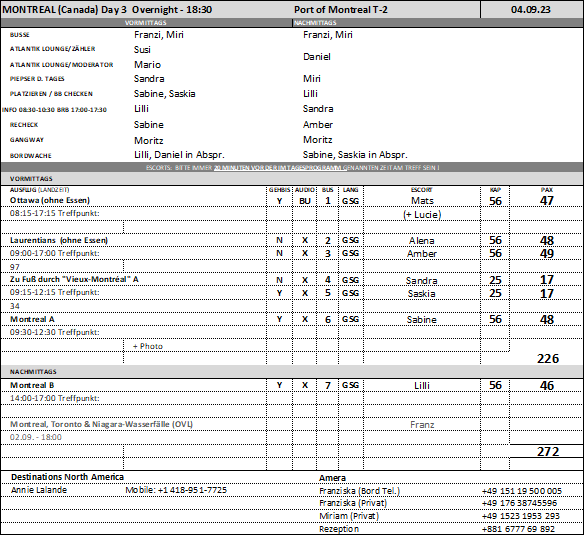 MONTREAL (Canada) Day 3 Overnight - 18:30 Port of Montreal T-2 04.09.23
VORMITTAGS NACHMITTAGS
BUSSE Franzi, Miri Franzi, Miri
ATLANTIK LOUNGE/ZÄHLER Susi
Daniel
ATLANTIK LOUNGE/MODERATOR Mario
PIEPSER D. TAGES Sandra Miri
PLATZIEREN / BB CHECKEN Sabine, Saskia Lilli
INFO 08:30-10:30 BRB 17:00-17:30 Lilli Sandra
RECHECK Sabine Amber
GANGWAY Moritz Moritz
BORDWACHE Lilli, Daniel in Abspr. Sabine, Saskia in Abspr.
ESCORTS: BITTE IMMER 20 MINUTEN VOR DER IM TAGESPROGRAMM GENANNTEN ZEIT AM TREFF SEIN !
VORMITTAGS
AUSFLUG (LANDZEIT) GEHBIS AUDIO BUS LANG ESCORT KAP PAX
Ottawa (ohne Essen) Y BU 1 GSG Mats 56 47
08:15-17:15 Treffpunkt: (+ Lucie)
Laurentians (ohne Essen) N X 2 GSG Alena 56 48
09:00-17:00 Treffpunkt: N X 3 GSG Amber 56 49
97
Zu Fuß durch "Vieux-Montréal" A N X 4 GSG Sandra 25 17
09:15-12:15 Treffpunkt: Y X 5 GSG Saskia 25 17
34
Montreal A Y X 6 GSG Sabine 56 48
09:30-12:30 Treffpunkt:
+ Photo
226
NACHMITTAGS
Montreal B Y X 7 GSG Lilli 56 46
14:00-17:00 Treffpunkt:
Montreal, Toronto & Niagara-Wasserfälle (OVL) Franz
02.09. - 18:00
272
Destinations North America Amera
Annie Lalande Mobile: +1 418-951-7725 Franziska (Bord Tel.) +49 151 19 500 005
Franziska (Privat) +49 176 38745596
Miriam (Privat) +49 1523 1953 293
Rezeption +881 6777 69 892